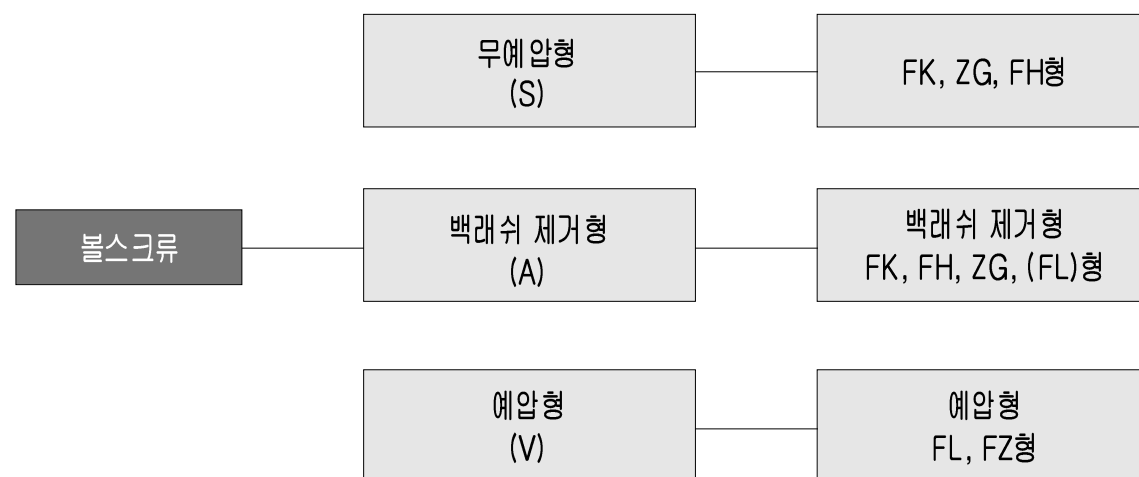 무예압형
(S)
FK, ZG, FH형
볼스크류
백래쉬 제거형
(A)
백래쉬 제거형
FK, FH, ZG, (FL)형
예압형
(V)
예압형
FL, FZ형